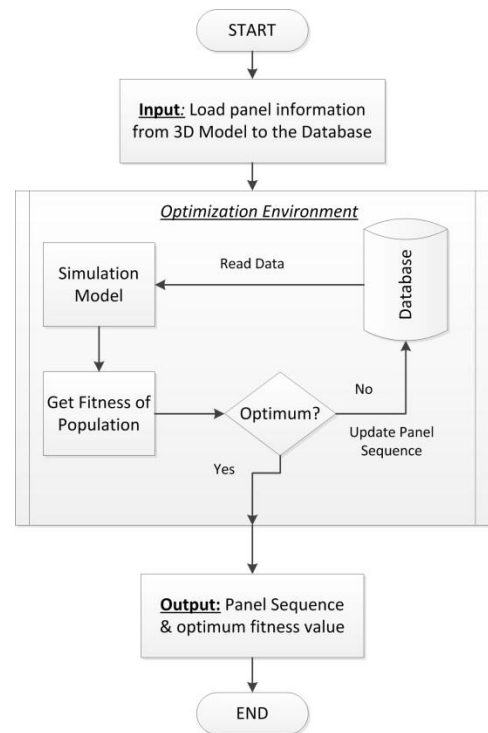 START
Input: Load panel information
from 3D Model to the Database
Optimization Environment
Simulation
Model
Read Data
Database
Get Fitness of
Population
Optimum?
No
Update Panel
Sequence
Yes
Output: Panel Sequence
& optimum fitness value
END